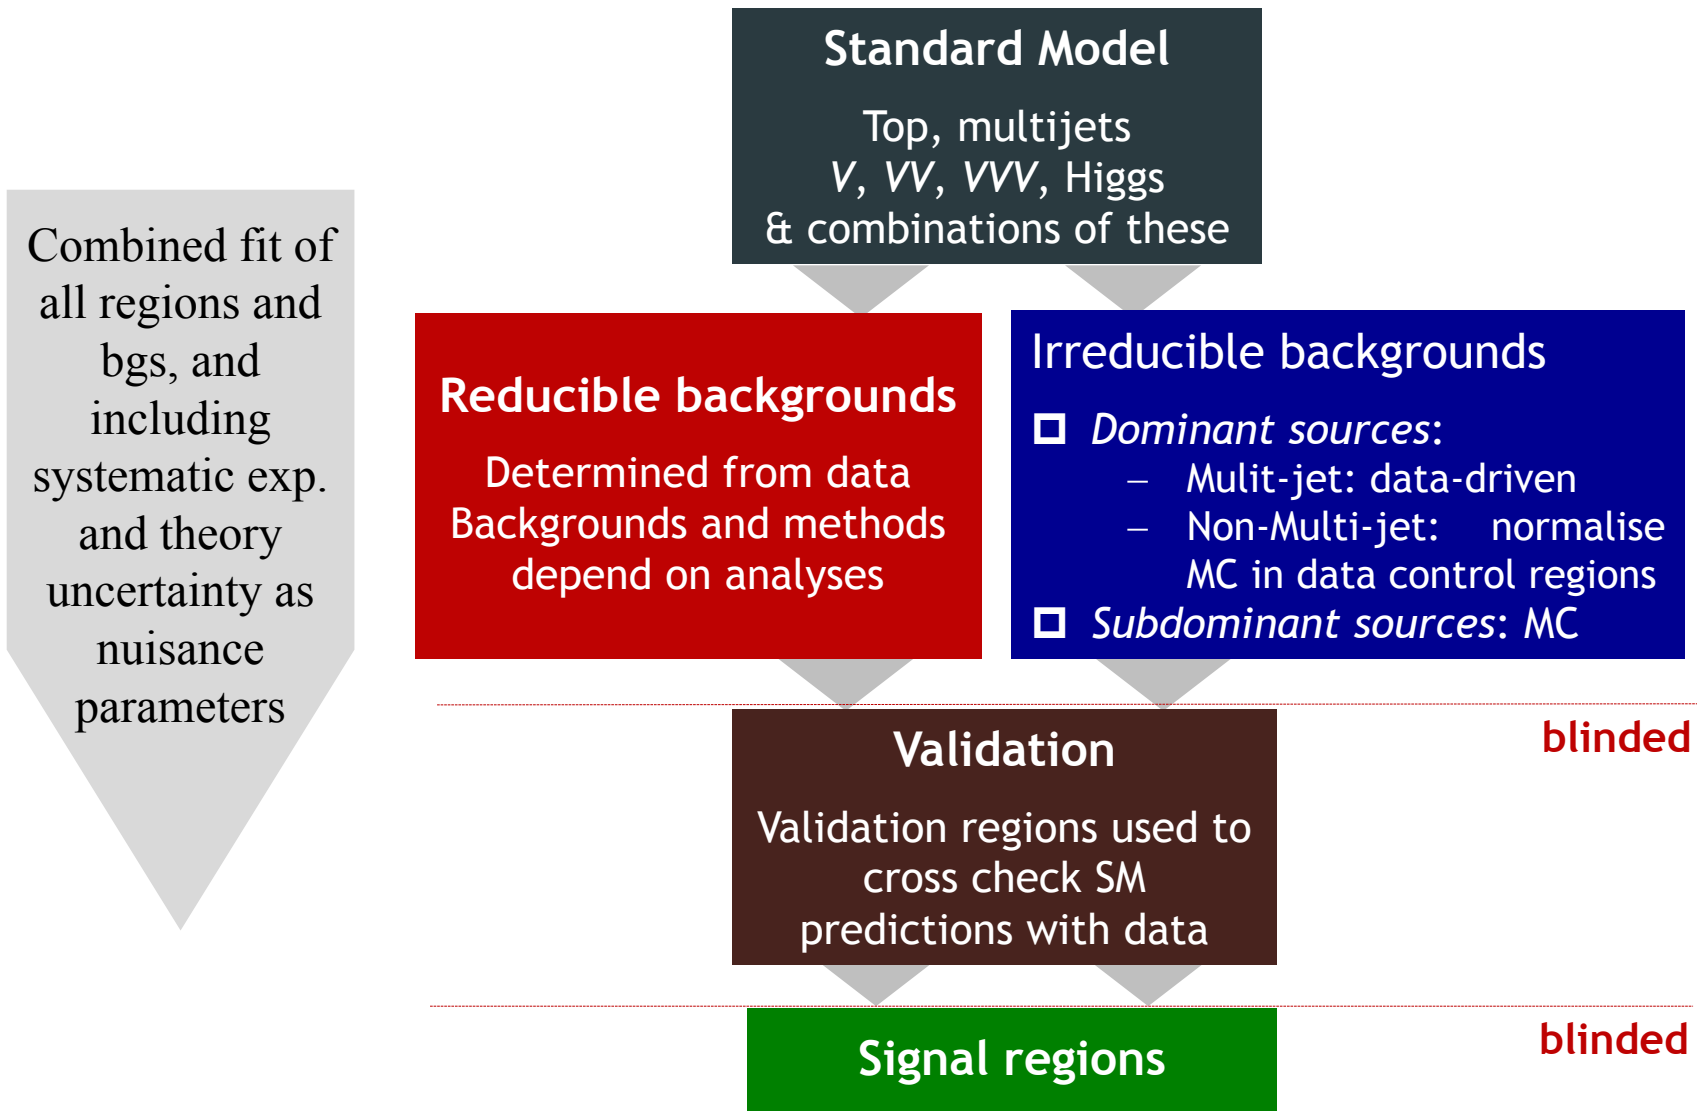 Standard Model
Top, multijets
V, VV, VVV, Higgs
& combinations of these
Combined fit of
all regions and
bgs, and
including
systematic exp.
and theory
uncertainty as
nuisance
parameters
Reducible backgrounds
Determined from data
Backgrounds and methods
depend on analyses
Irreducible backgrounds
Dominant sources:
– Mulit-jet: data-driven
– Non-Multi-jet: normalise
MC in data control regions
Subdominant sources: MC
blinded
Validation
Validation regions used to
cross check SM
predictions with data
blinded
Signal regions